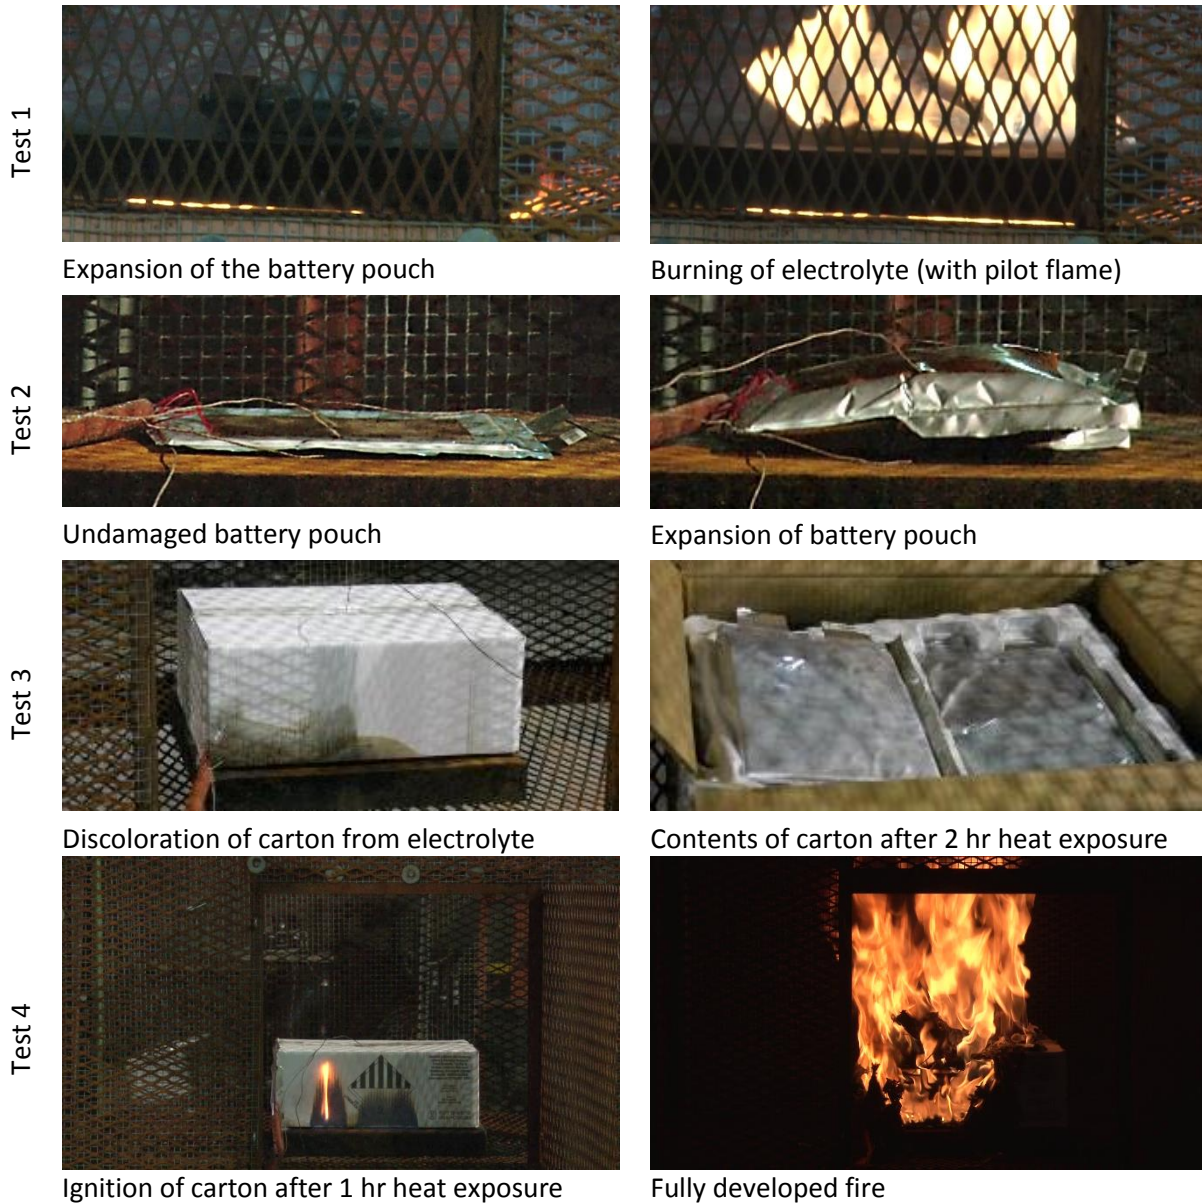 Test 1
Expansion of the battery pouch
Burning of electrolyte (with pilot flame)
Test 2
Undamaged battery pouch
Expansion of battery pouch
Test 3
Discoloration of carton from electrolyte
Contents of carton after 2 hr heat exposure
Test 4
Ignition of carton after 1 hr heat exposure
Fully developed fire